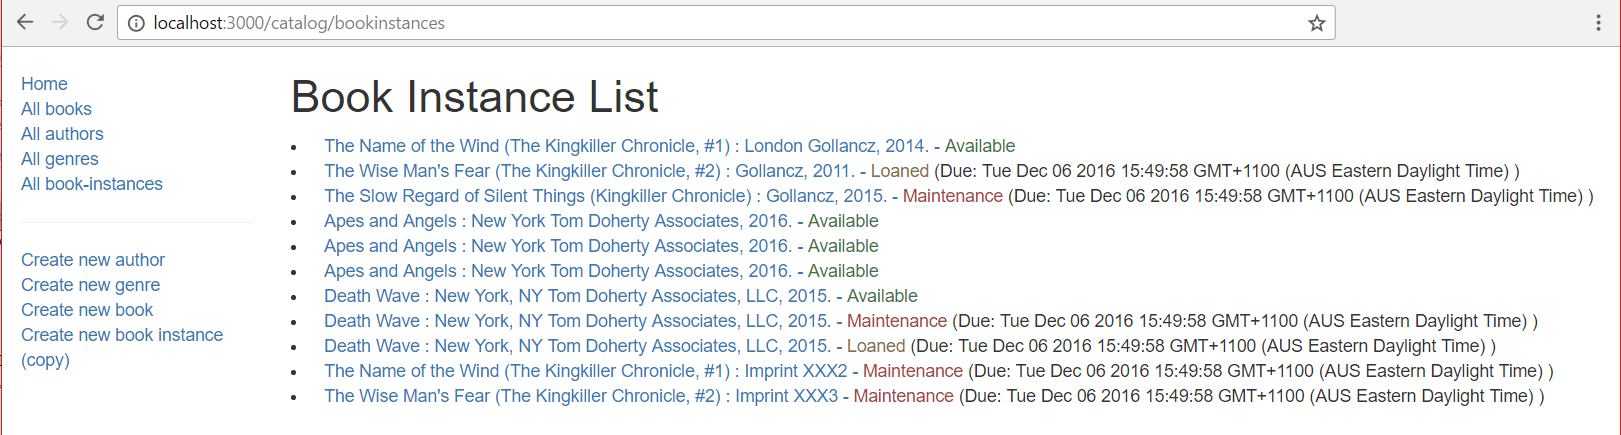 localhost:3000/catalog/bookinstances
Home
All books
All authors
All genres
All book-instances
Create new author
Create new genre
Create new book
Create new book instance
(copy)
Book Instance List
The Name of the Wind (The Kingkiller Chronicle, #1) : London Gollancz, 2014. - Available
The Wise Man's Fear (The Kingkiller Chronicle, #2) : Gollancz, 2011. - Loaned (Due: Tue Dec 06 2016 15:49:58 GMT+1100 (AUS Eastern Daylight Time) )
The Slow Regard of Silent Things (Kingkiller Chronicle) : Gollancz, 2015. - Maintenance (Due: Tue Dec 06 2016 15:49:58 GMT+1100 (AUS Eastern Daylight Time) )
Apes and Angels : New York Tom Doherty Associates, 2016. - Available
Apes and Angels : New York Tom Doherty Associates, 2016. - Available
Apes and Angels : New York Tom Doherty Associates, 2016. - Available
Death Wave : New York, NY Tom Doherty Associates, LLC, 2015. - Available
Death Wave : New York, NY Tom Doherty Associates, LLC, 2015. - Maintenance (Due: Tue Dec 06 2016 15:49:58 GMT+1100 (AUS Eastern Daylight Time) )
Death Wave : New York, NY Tom Doherty Associates, LLC, 2015. - Loaned (Due: Tue Dec 06 2016 15:49:58 GMT+1100 (AUS Eastern Daylight Time) )
The Name of the Wind (The Kingkiller Chronicle, #1) : Imprint XXX2 - Maintenance (Due: Tue Dec 06 2016 15:49:58 GMT+1100 (AUS Eastern Daylight Time) )
The Wise Man's Fear (The Kingkiller Chronicle, #2) : Imprint XXX3 - Maintenance (Due: Tue Dec 06 2016 15:49:58 GMT+1100 (AUS Eastern Daylight Time) )